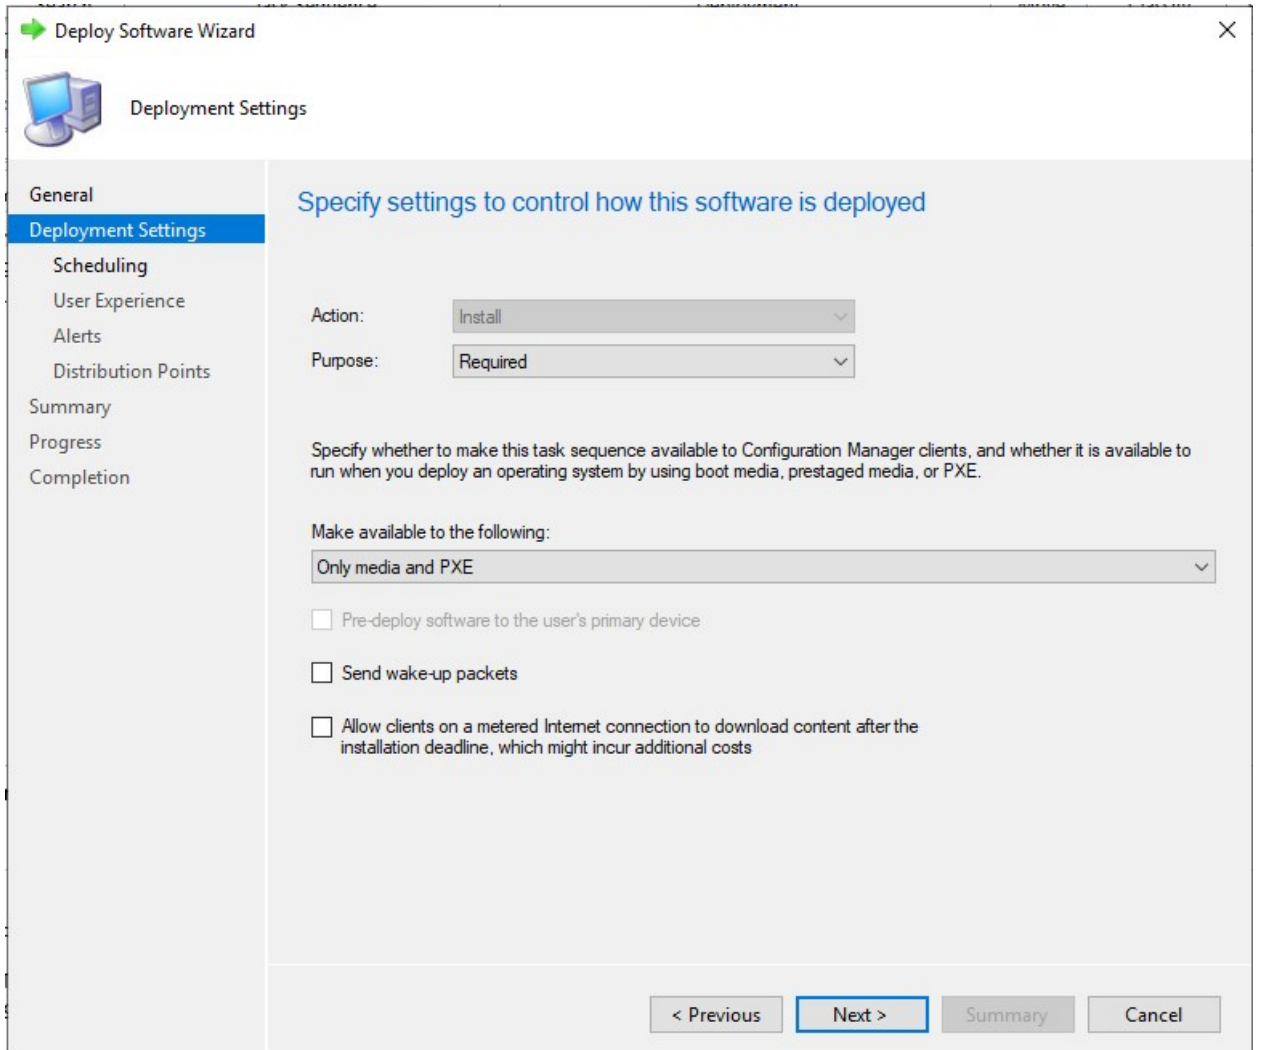 Deploy Software Wizard
Deployment Settings
General
Deployment Settings
Scheduling
User Experience
Alerts
Distribution Points
Summary
Progress
Completion
Specify settings to control how this software is deployed
Action:
Install
Purpose:
Required
Specify whether to make this task sequence available to Configuration Manager clients, and whether it is available to
run when you deploy an operating system by using boot media, prestaged media, or PXE.
Make available to the following:
Only media and PXE
Pre-deploy software to the user's primary device
Send wake-up packets
Allow clients on a metered Internet connection to download content after the
installation deadline, which might incur additional costs
< Previous
Next >
Summary
Cancel